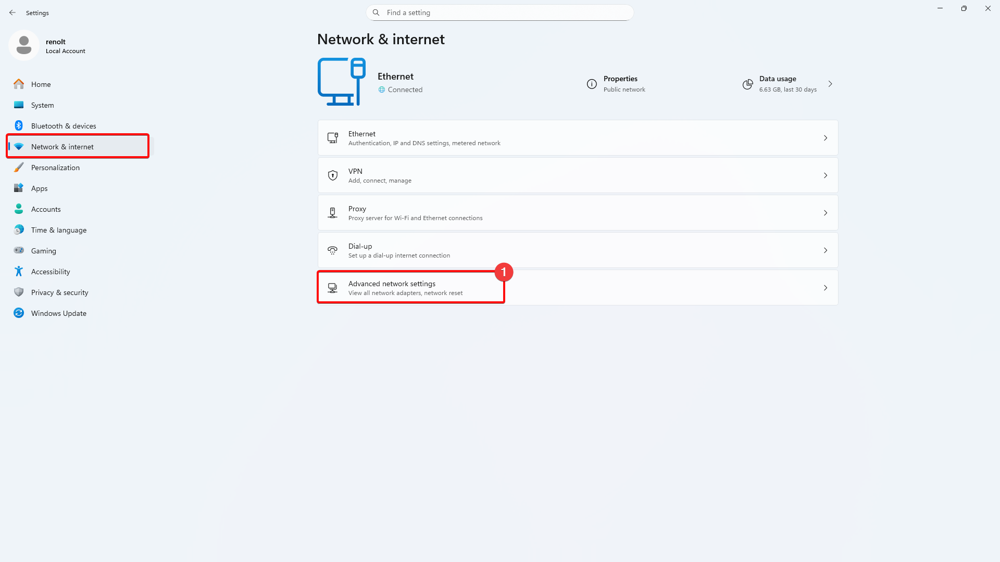 Settings
Find a setting
renolt
Local Account
Home
System
Bluetooth & devices
Network & internet
Personalization
Apps
Accounts
Time & language
Gaming
Accessibility
Privacy & security
Windows Update
Network & internet
Ethernet
Connected
Properties
Public network
Data usage
6.63 GB, last 30 days
Ethernet
Authentication, IP and DNS settings, metered network
VPN
Add, connect, manage
Proxy
Proxy server for Wi-Fi and Ethernet connections
Dial-up
Set up a dial-up internet connection
1
Advanced network settings
View all network adapters, network reset